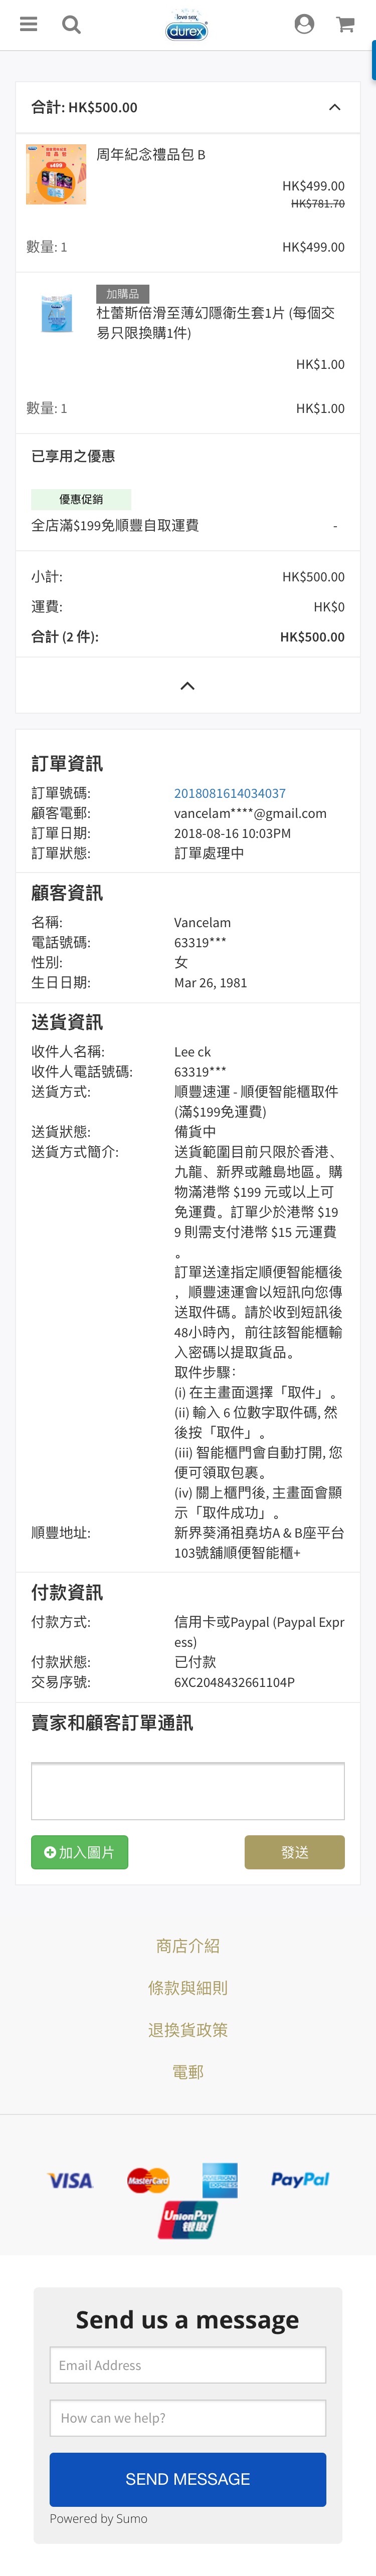 love sex
durex
合計: HK$500.00
周年紀念禮品包 B
$499
HK$499.00
HK$781.70
數量: 1
HK$499.00
加購品
杜蕾斯倍滑至薄幻隱衛生套1片 (每個交
易只限換購1件)
HK$1.00
數量: 1
HK$1.00
已享用之優惠
優惠促銷
全店滿$199免順豐自取運費
-
小計:
HK$500.00
運費:
HK$0
合計 (2 件):
HK$500.00
訂單資訊
訂單號碼:
2018081614034037
顧客電郵:
vancelam****@gmail.com
訂單日期:
2018-08-16 10:03PM
訂單狀態:
訂單處理中
顧客資訊
名稱:
Vancelam
電話號碼:
63319***
性別:
女
生日日期:
Mar 26, 1981
送貨資訊
收件人名稱:
Lee ck
收件人電話號碼:
63319***
送貨方式:
順豐速運 - 順便智能櫃取件
(滿$199免運費)
送貨狀態:
備貨中
送貨方式簡介:
送貨範圍目前只限於香港、
九龍、新界或離島地區。購
物滿港幣 $199 元或以上可
免運費。訂單少於港幣 $19
9 則需支付港幣 $15 元運費
。
訂單送達指定順便智能櫃後
，順豐速運會以短訊向您傳
送取件碼。請於收到短訊後
48小時內，前往該智能櫃輸
入密碼以提取貨品。
取件步驟：
(i) 在主畫面選擇「取件」。
(ii) 輸入 6 位數字取件碼, 然
後按「取件」。
(iii) 智能櫃門會自動打開, 您
便可領取包裹。
(iv) 關上櫃門後, 主畫面會顯
示「取件成功」。
順豐地址:
新界葵涌祖堯坊A & B座平台
103號舖順便智能櫃+
付款資訊
付款方式:
信用卡或Paypal (Paypal Expr
ess)
付款狀態:
已付款
交易序號:
6XC2048432661104P
賣家和顧客訂單通訊
加入圖片
發送
商店介紹
條款與細則
退換貨政策
電郵
VISA
MasterCard
AMERICAN EXPRESS
PayPal
UnionPay
银联
Send us a message
Email Address
How can we help?
SEND MESSAGE
Powered by Sumo